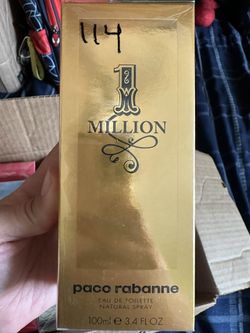 114
1
MILLION
paco rabanne
EAU DE TOILETTE
NATURAL SPRAY
100ml e 3.4 FL OZ